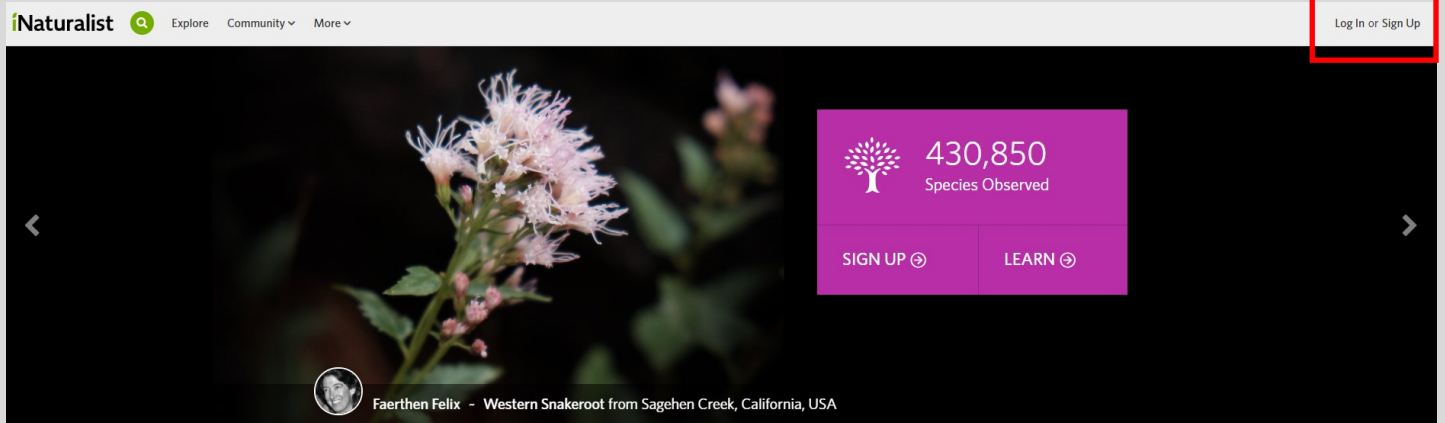 iNaturalist Explore Community More Log In or Sign Up
430,850
Species Observed
SIGN UP LEARN
Faerthen Felix ~ Western Snakeroot from Sagehen Creek, California, USA